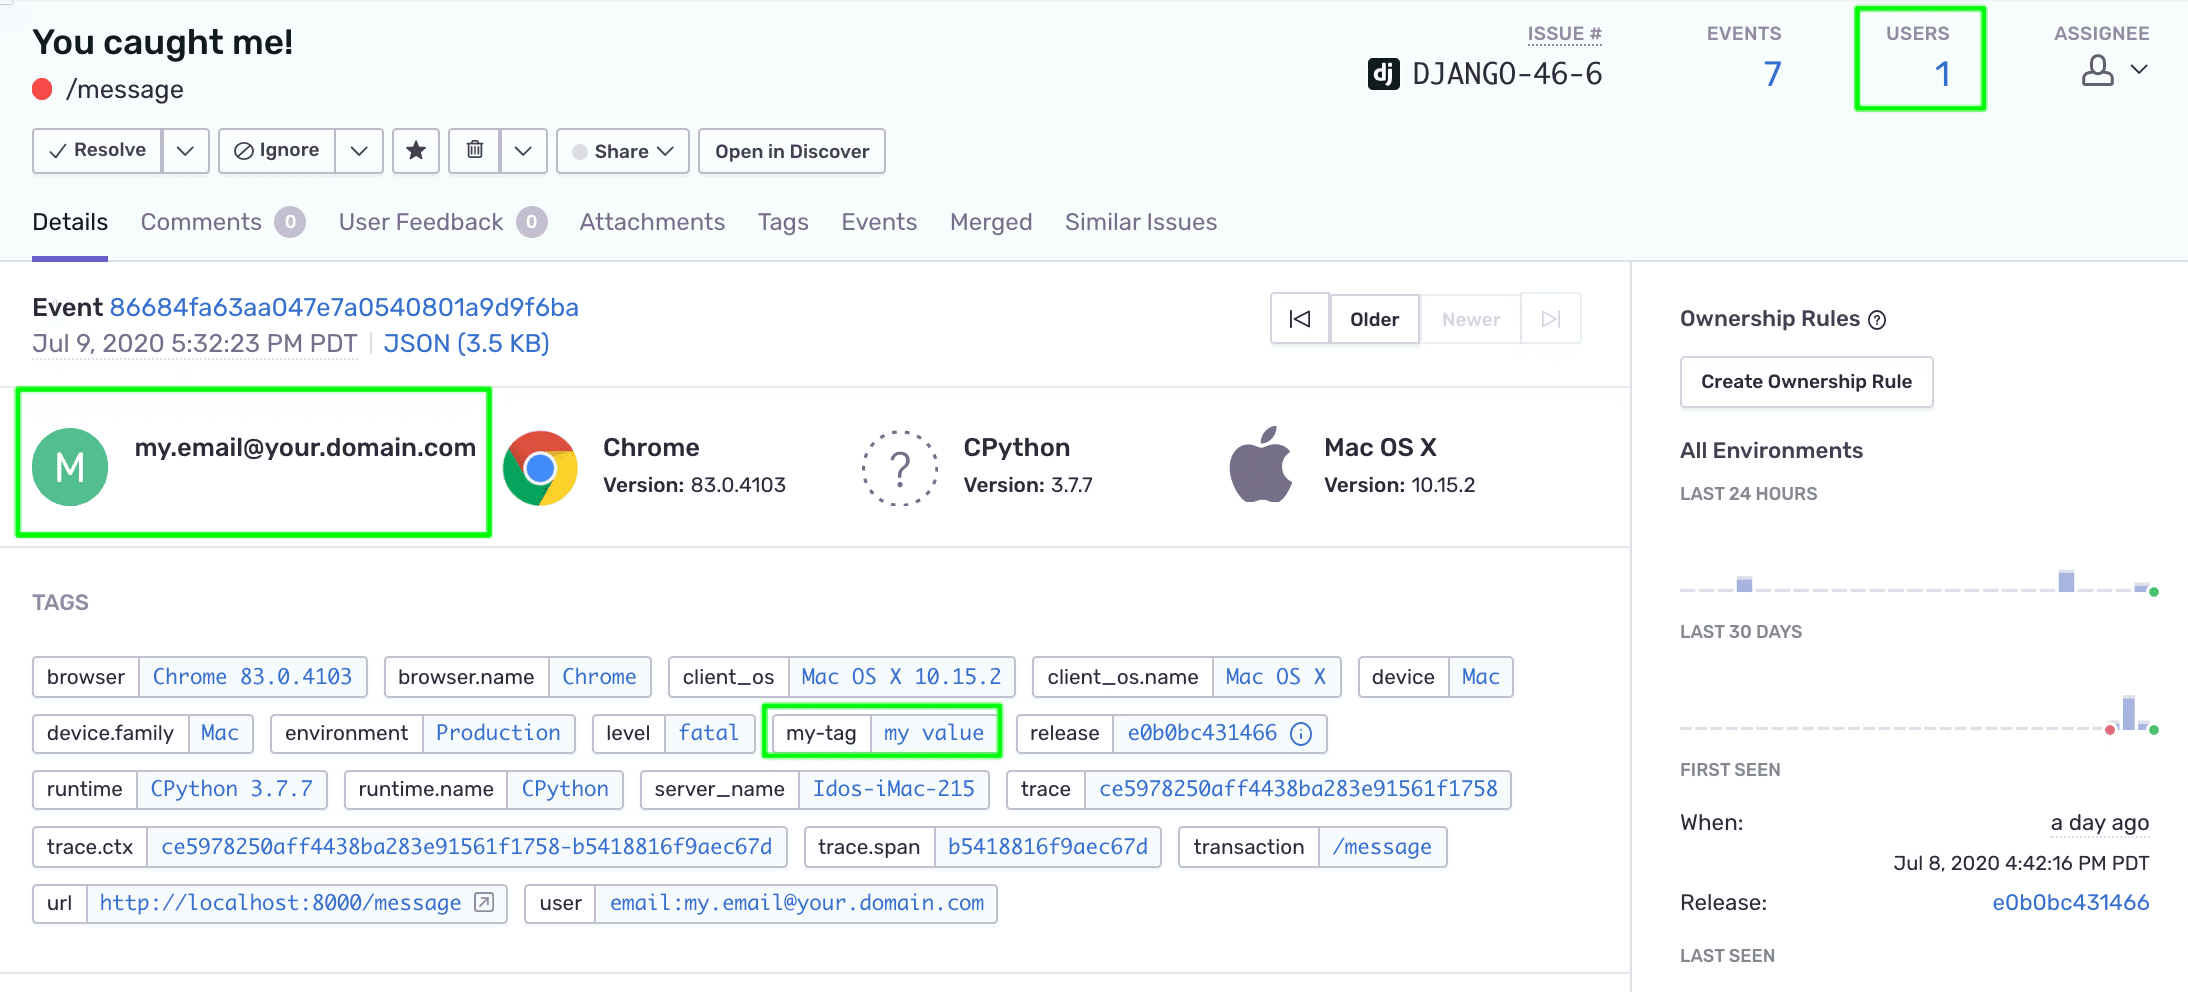 You caught me!
/message
ISSUE # EVENTS USERS ASSIGNEE
dj DJANGO-46-6 7 1
Resolve Ignore Share Open in Discover
Details Comments 0 User Feedback 0 Attachments Tags Events Merged Similar Issues
Event 86684fa63aa047e7a0540801a9d9f6ba
Jul 9, 2020 5:32:23 PM PDT JSON (3.5 KB)
Older Newer
M my.email@your.domain.com
Chrome
Version: 83.0.4103
? CPython
Version: 3.7.7
Mac OS X
Version: 10.15.2
TAGS
browser Chrome 83.0.4103 browser.name Chrome client_os Mac OS X 10.15.2 client_os.name Mac OS X device Mac
device.family Mac environment Production level fatal my-tag my value release e0b0bc431466
runtime CPython 3.7.7 runtime.name CPython server_name Idos-iMac-215 trace ce5978250aff4438ba283e91561f1758
trace.ctx ce5978250aff4438ba283e91561f1758-b5418816f9aec67d trace.span b5418816f9aec67d transaction /message
url http://localhost:8000/message user email:my.email@your.domain.com
Ownership Rules ?
Create Ownership Rule
All Environments
LAST 24 HOURS
LAST 30 DAYS
FIRST SEEN
When: a day ago
Jul 8, 2020 4:42:16 PM PDT
Release: e0b0bc431466
LAST SEEN